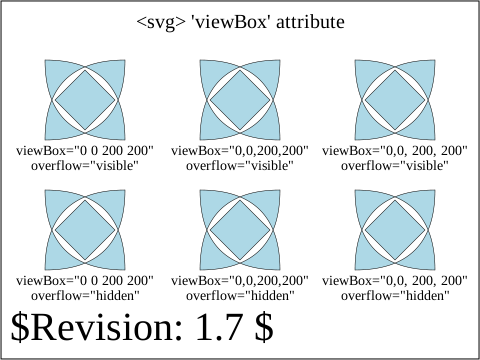 <svg> 'viewBox' attribute
viewBox="0 0 200 200"
overflow="visible"
viewBox="0,0,200,200"
overflow="visible"
viewBox="0,0, 200, 200"
overflow="visible"
viewBox="0 0 200 200"
overflow="hidden"
viewBox="0,0,200,200"
overflow="hidden"
viewBox="0,0, 200, 200"
overflow="hidden"
$Revision: 1.7 $